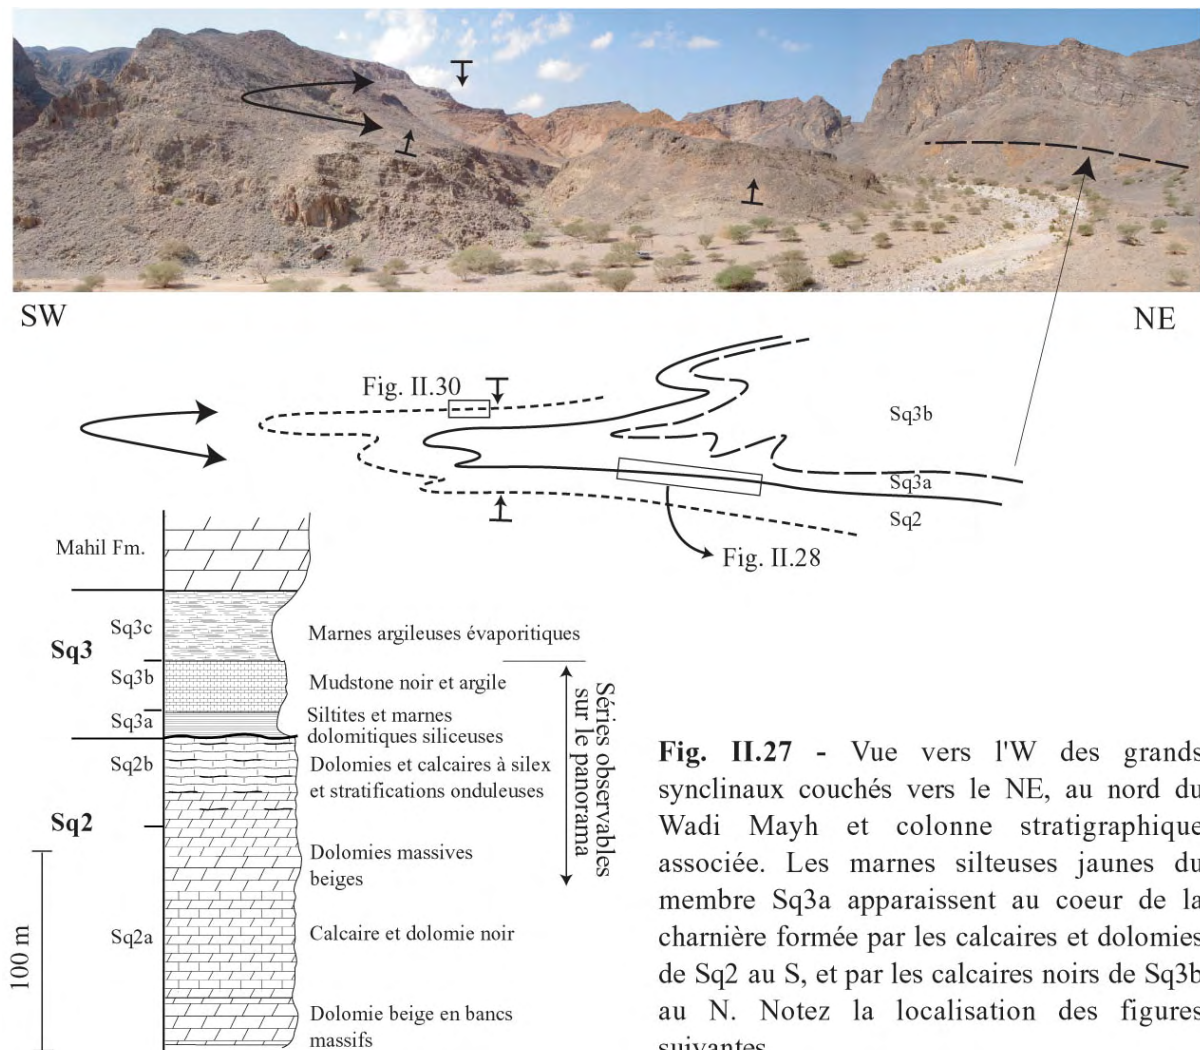 SW
NE
Fig. II.30
Sq3b
Sq3a
Sq2
Fig. II.28
Mahil Fm.
Sq3
Sq3c
Marnes argileuses évaporitiques
Sq3b
Mudstone noir et argile
Sq3a
Siltites et marnes
dolomitiques siliceuses
Sq2b
Dolomies et calcaires à silex
et stratifications onduleuses
Sq2
Dolomies massives
beiges
Sq2a
Calcaire et dolomie noir
Dolomie beige en bancs
massifs
100 m
Séries observables
sur le panorama
Fig. II.27 - Vue vers l'W des grands
synclinaux couchés vers le NE, au nord du
Wadi Mayh et colonne stratigraphique
associée. Les marnes silteuses jaunes du
membre Sq3a apparaissent au coeur de la
charnière formée par les calcaires et dolomies
de Sq2 au S, et par les calcaires noirs de Sq3b
au N. Notez la localisation des figures
suivantes